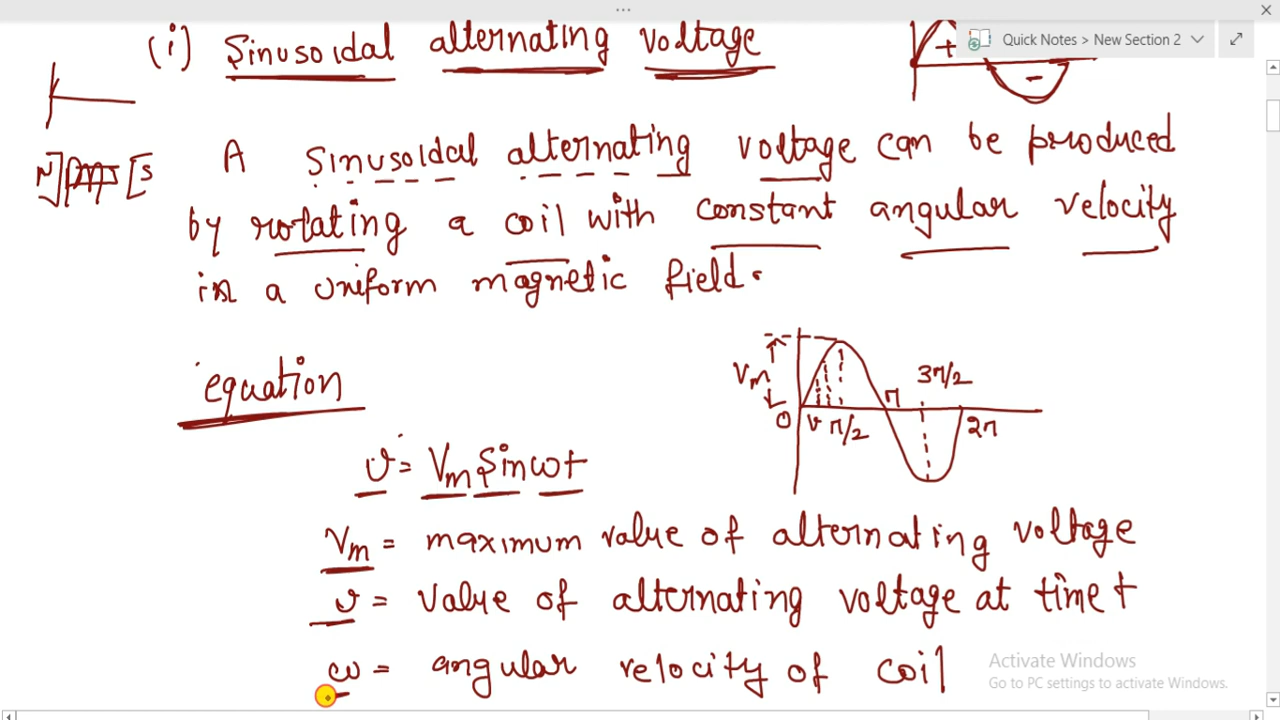 ...
Quick Notes > New Section 2
(i) Sinusoidal alternating voltage
+
-
N S
A Sinusoidal alternating voltage can be produced
by rotating a coil with constant angular velocity
in a uniform magnetic field.
equation
Vm
3π/2
0 v π/2 π 2π
v = Vm Sinωt
Vm = maximum value of alternating voltage
v = value of alternating voltage at time t
ω = angular velocity of coil
Activate Windows
Go to PC settings to activate Windows.